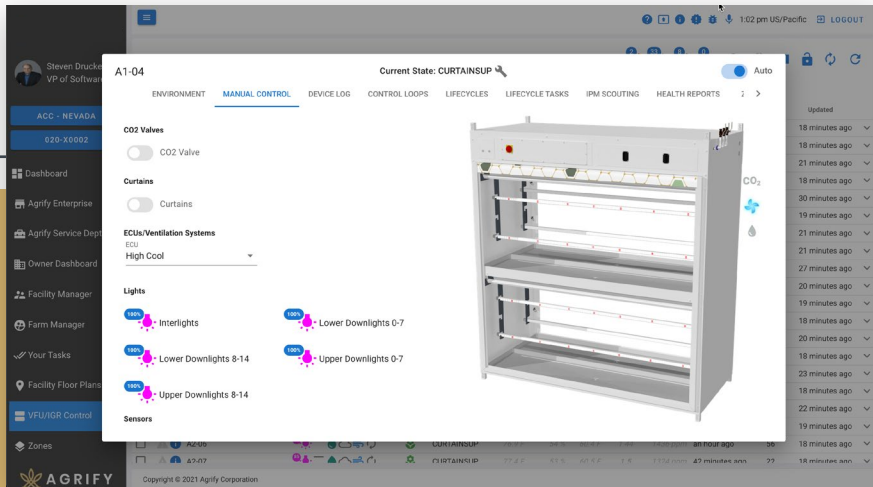 1:02 pm US/Pacific LOGOUT
Steven Drucke
VP of Softwar
ACC - NEVADA
020-X0002
Dashboard
Agrify Enterprise
Agrify Service Dept
Owner Dashboard
Facility Manager
Farm Manager
Your Tasks
Facility Floor Plans
VFU/IGR Control
Zones
AGRIFY
A1-04
Current State: CURTAINSUP
Auto
ENVIRONMENT MANUAL CONTROL DEVICE LOG CONTROL LOOPS LIFECYCLES LIFECYCLE TASKS IPM SCOUTING HEALTH REPORTS
CO2 Valves
CO2 Valve
Curtains
Curtains
ECUs/Ventilation Systems
ECU
High Cool
Lights
100% Interlights 100% Lower Downlights 0-7
100% Lower Downlights 8-14 100% Upper Downlights 0-7
100% Upper Downlights 8-14
Sensors
CO₂
Updated
18 minutes ago
18 minutes ago
21 minutes ago
18 minutes ago
30 minutes ago
19 minutes ago
21 minutes ago
21 minutes ago
27 minutes ago
20 minutes ago
19 minutes ago
18 minutes ago
20 minutes ago
18 minutes ago
23 minutes ago
18 minutes ago
22 minutes ago
19 minutes ago
A2-06 CURTAINSUP an hour ago 56 18 minutes ago
A2-07 CURTAINSUP 42 minutes ago 22 18 minutes ago
Copyright © 2021 Agrify Corporation